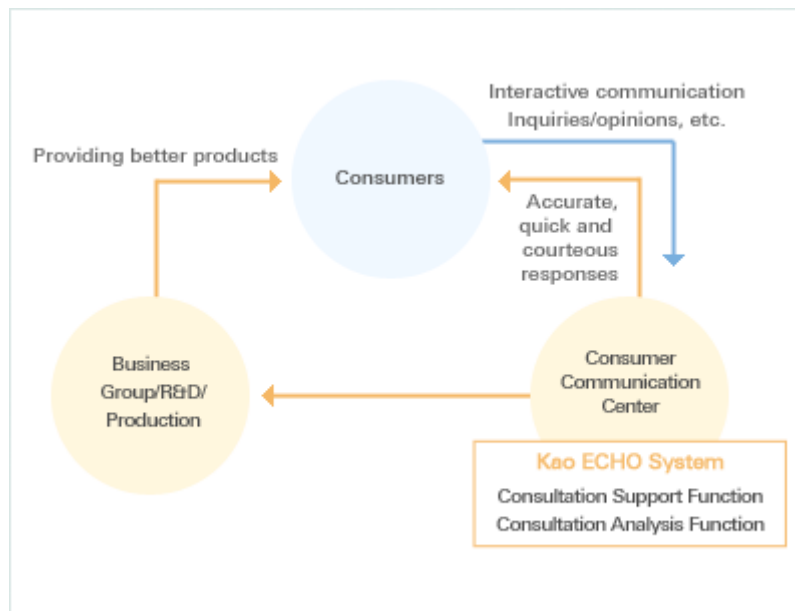 Interactive communication
Inquiries/opinions, etc.
Providing better products
Consumers
Accurate,
quick and
courteous
responses
Business
Group/R&D/
Production
Consumer
Communication
Center
Kao ECHO System
Consultation Support Function
Consultation Analysis Function